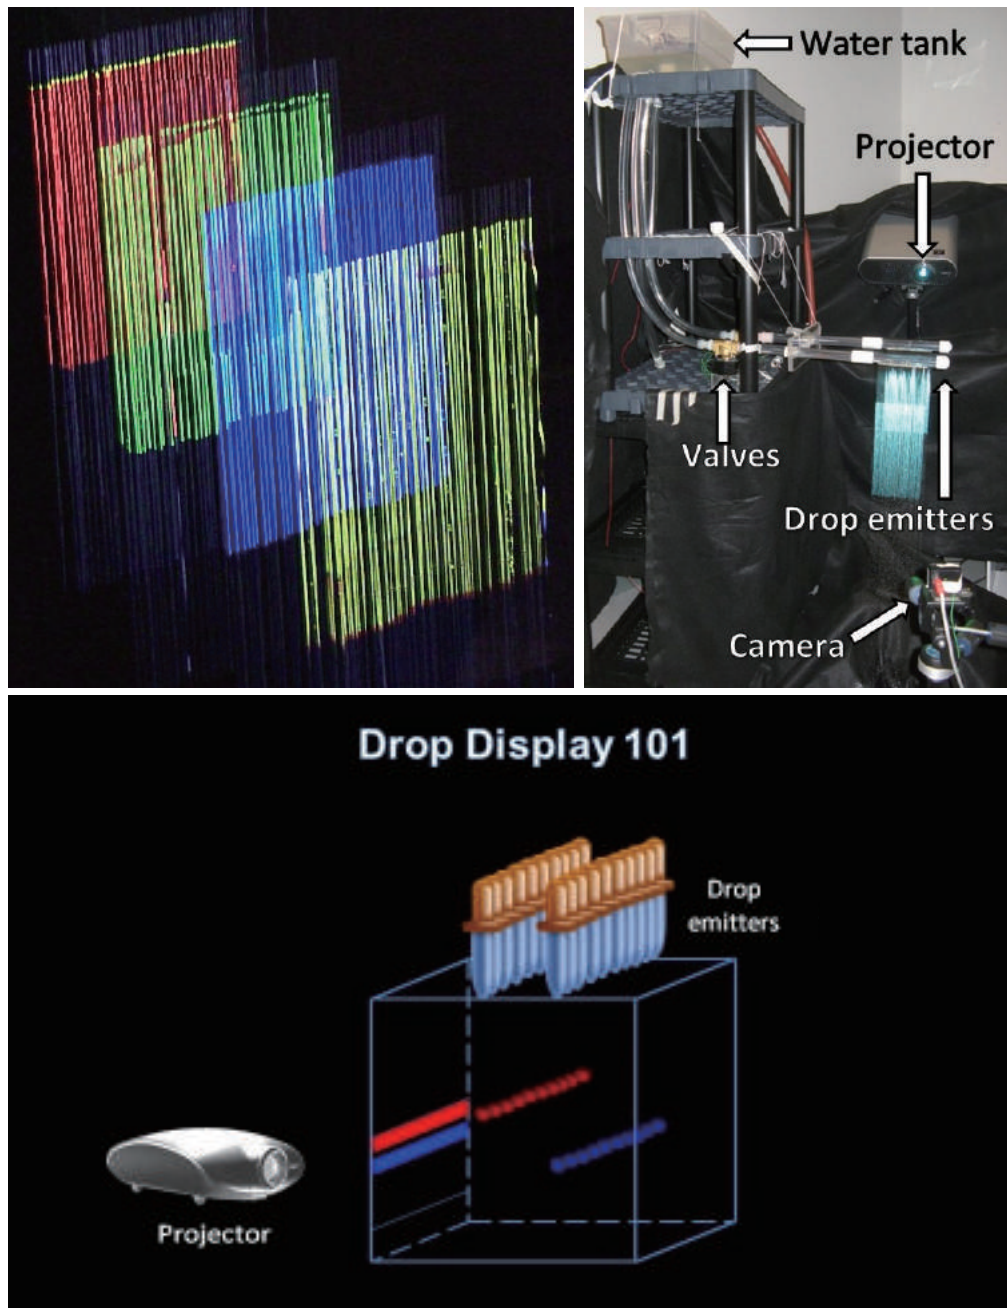 Water tank
Projector
Valves
Drop emitters
Camera
Drop Display 101
Drop
emitters
Projector